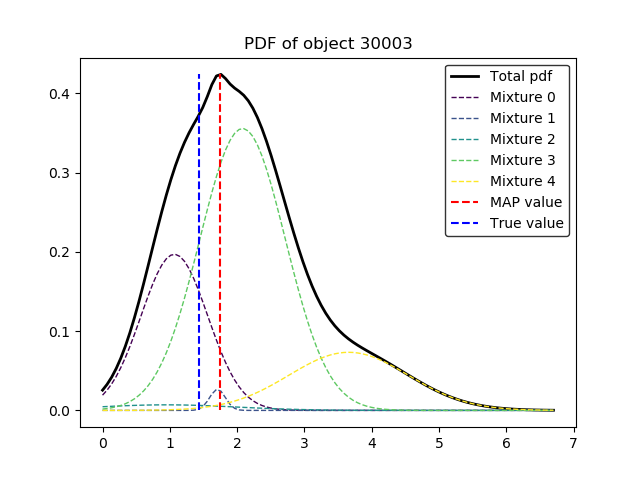 PDF of object 30003
Total pdf
Mixture 0
Mixture 1
Mixture 2
Mixture 3
Mixture 4
MAP value
True value
0.4
0.3
0.2
0.1
0.0
0 1 2 3 4 5 6 7